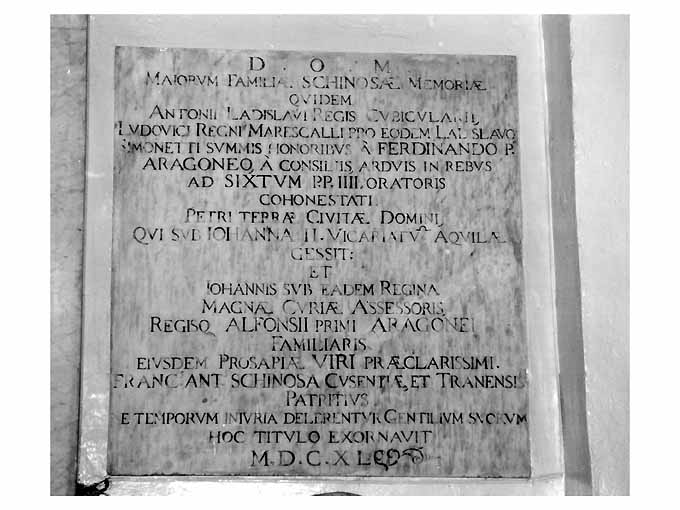 D. O. M.
MAIORVM FAMILIÆ SCHINOSÆ MEMORIÆ
QVIDEM
ANTONII LADISLAVI REGIS CVBICVLARII,
LVDOVICI REGNI MARESCALLI PRO EODEM LADISLAVO
SIMONETTI SVMMIS HONORIBVS À FERDINANDO P.
ARAGONEQ. À CONSILIIS, ARDVIS IN REBVS
AD SIXTVM P.P. IIII. ORATORIS
COHONESTATI.
PETRI TERRÆ CIVITÆ DOMINI,
QVI SVB IOHANNA II. VICARIATV AQVILÆ
GESSIT:
ET
IOHANNIS SVB EADEM REGINA
MAGNÆ CVRIÆ ASSESSORIS,
REGISQ. ALFONSII PRIMI ARAGONEI
FAMILIARIS
EIVSDEM PROSAPIÆ VIRI PRÆCLARISSIMI.
FRANC. ANT. SCHINOSA CVSENTIÆ, ET TRANENSIS
PATRITIVS
NE TEMPORVM INIVRIA DELERENTVR GENTILIVM SVORVM
HOC TITVLO EXORNAVIT
M.D.C.XL